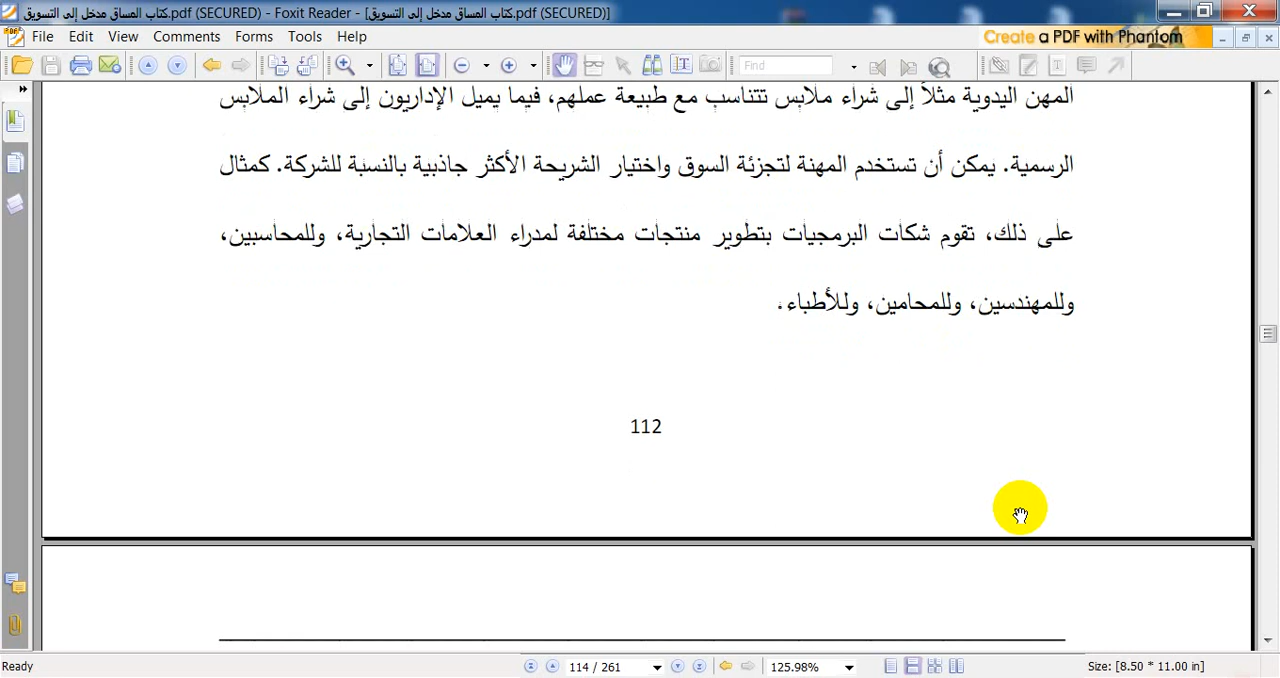 كتاب المساق مدخل إلى التسويق.pdf (SECURED) - Foxit Reader - [كتاب المساق مدخل إلى التسويق.pdf (SECURED)]
File Edit View Comments Forms Tools Help
Create a PDF with Phantom
Find
المهن اليدوية مثلاً إلى شراء ملابس تتناسب مع طبيعة عملهم، فيما يميل الإداريون إلى شراء الملابس
الرسمية. يمكن أن تستخدم المهنة لتجزئة السوق واختيار الشريحة الأكثر جاذبية بالنسبة للشركة. كمثال
على ذلك، تقوم شكات البرمجيات بتطوير منتجات مختلفة لمدراء العلامات التجارية، وللمحاسبين،
وللمهندسين، وللمحامين، وللأطباء.
112
Ready
114 / 261
125.98%
Size: [8.50 * 11.00 in]